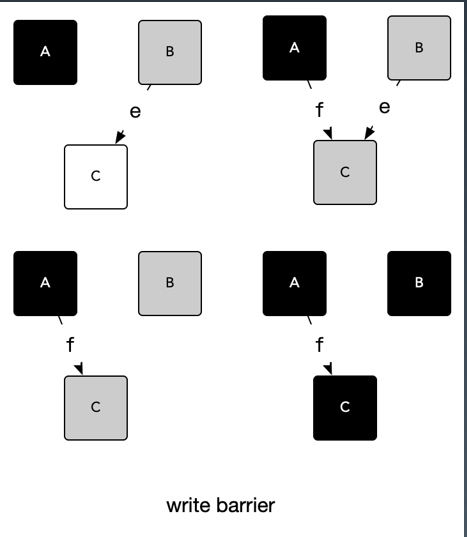 A B A B
e f e
C C
A B A B
f f
C C
write barrier